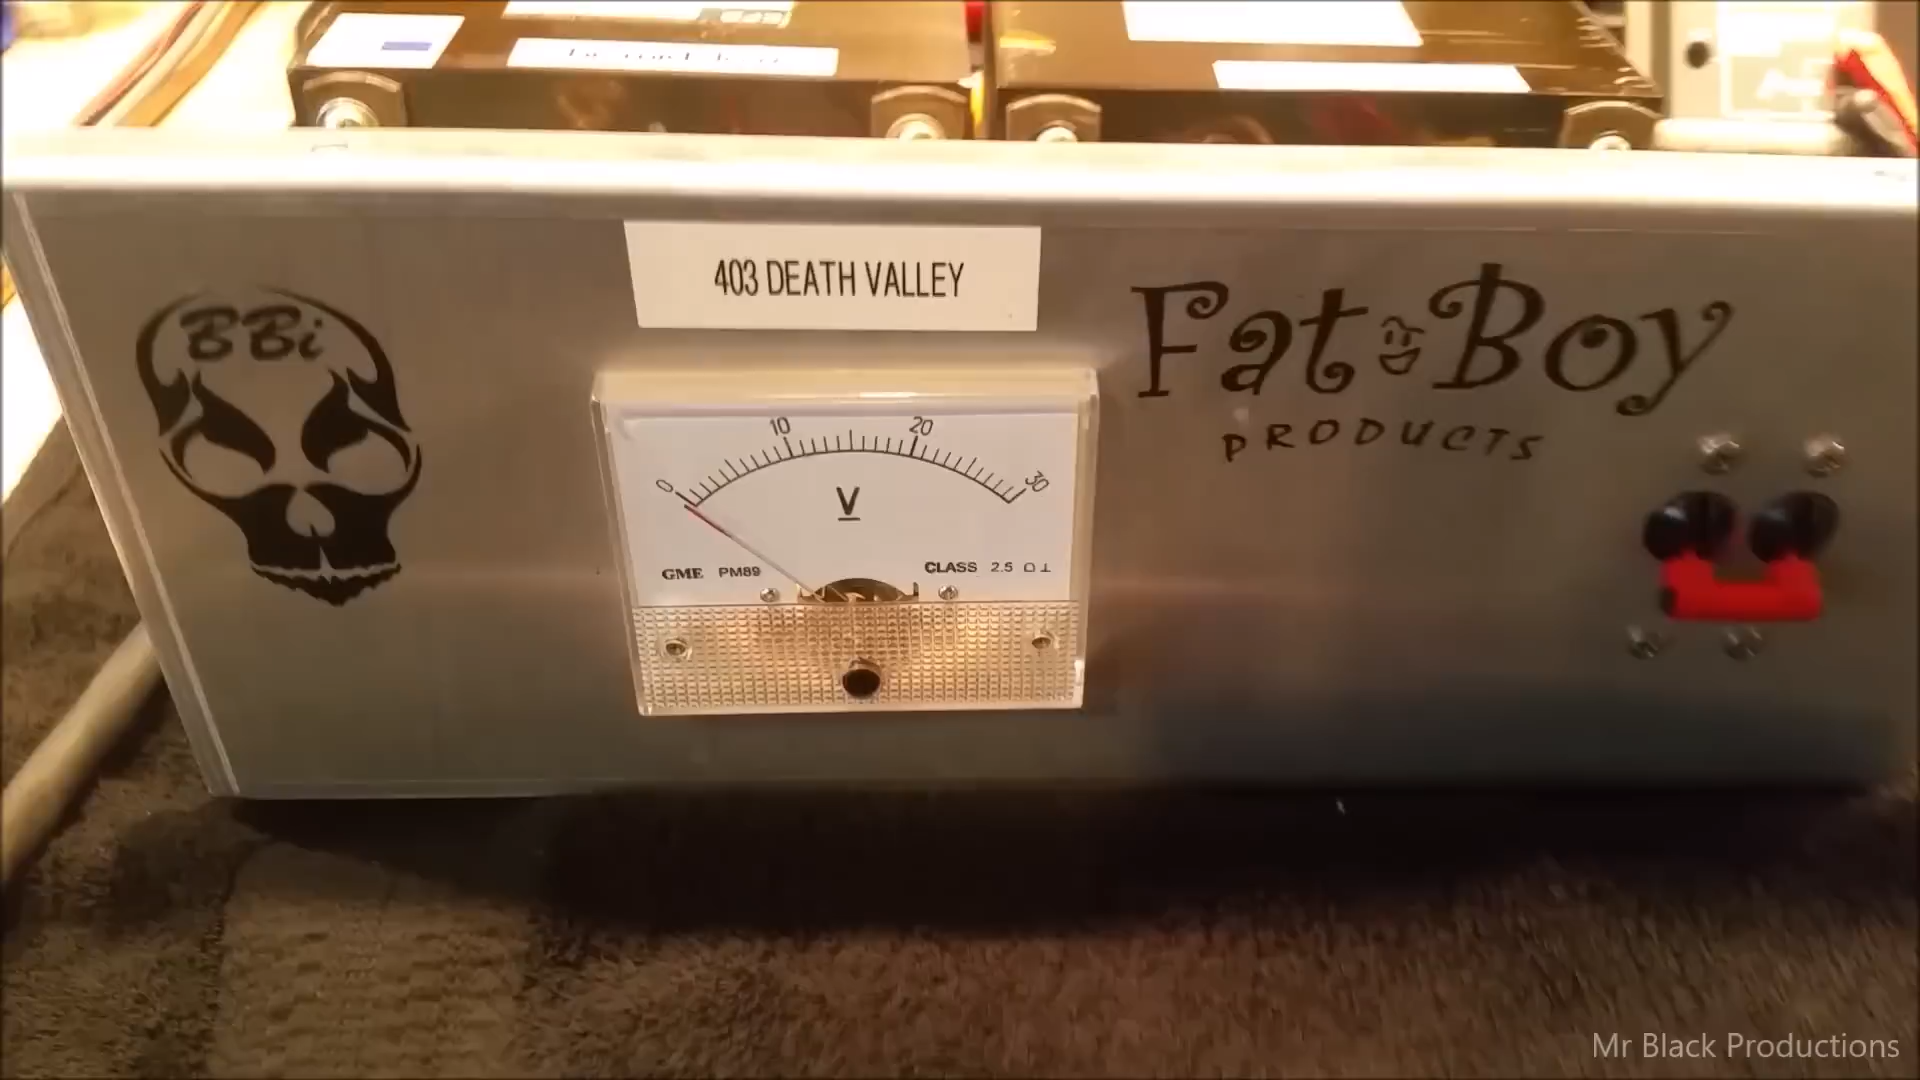 403 DEATH VALLEY
BBi
Fat Boy
PRODUCTS
0 10 20 30
V
GME PM89
CLASS 2.5
Mr Black Productions